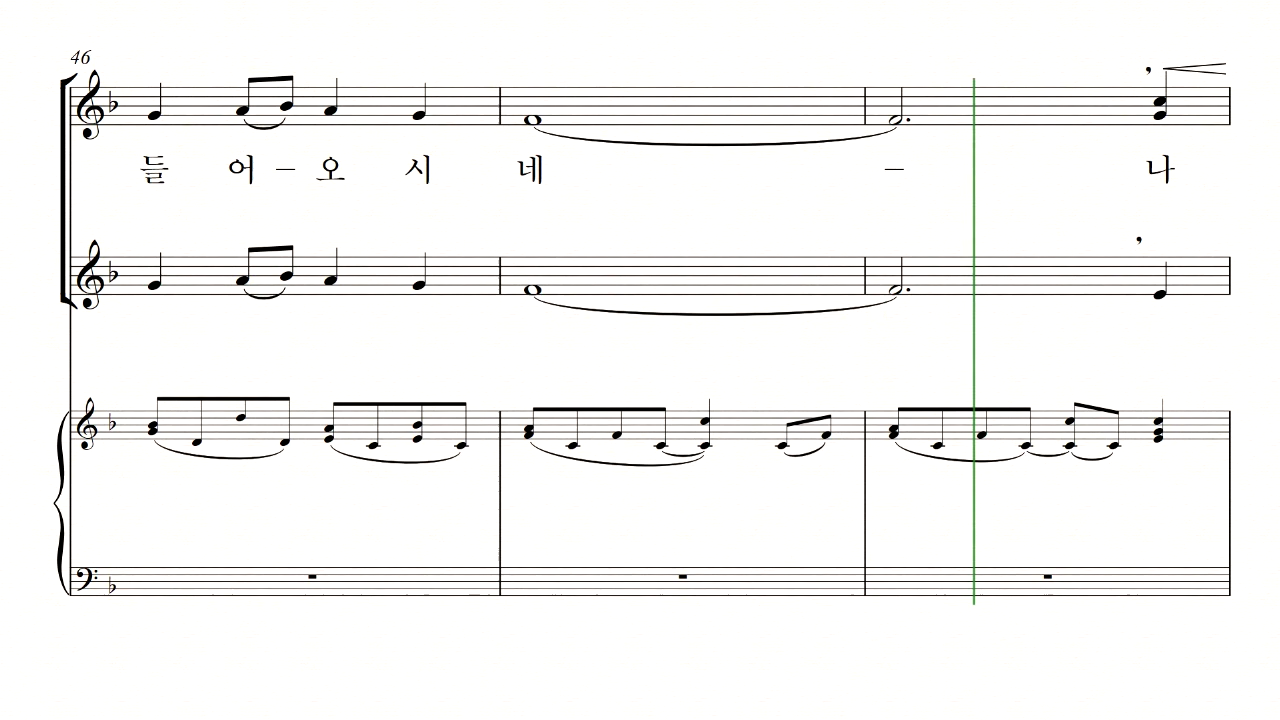 46
들 어 – 오 시 네 – 나